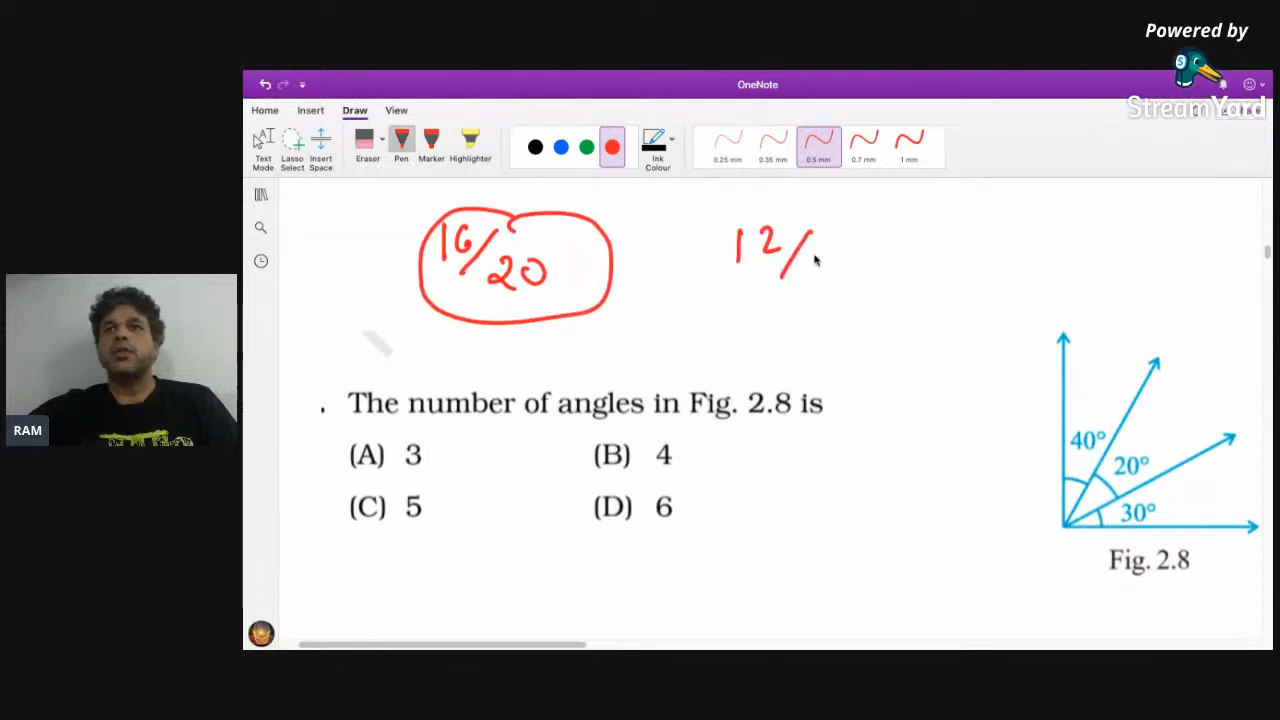 Powered by
StreamYard
OneNote
Home Insert Draw View
Text Mode
Lasso Select
Insert Space
Eraser
Pen
Marker
Highlighter
Ink Colour
0.25 mm
0.35 mm
0.5 mm
0.7 mm
1 mm
16/20
12/
RAM
. The number of angles in Fig. 2.8 is
(A) 3 (B) 4
(C) 5 (D) 6
40°
20°
30°
Fig. 2.8